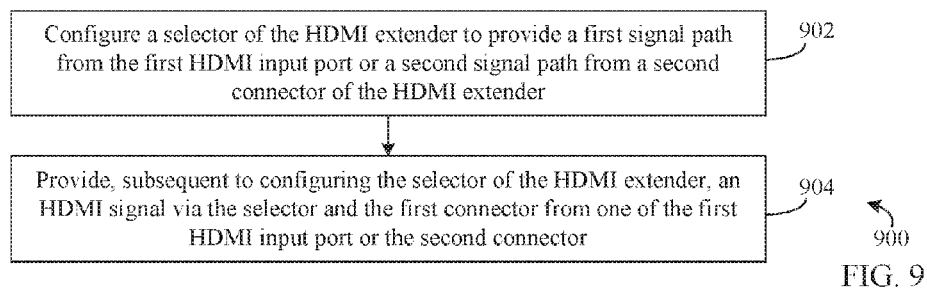 Configure a selector of the HDMI extender to provide a first signal path
902
from the first HDMI input port or a second signal path from a second
connector of the HDMI extender
Provide, subsequent to configuring the selector of the HDMI extender, an
904
HDMI signal via the selector and the first connector from one of the first
HDMI input port or the second connector
900
FIG. 9